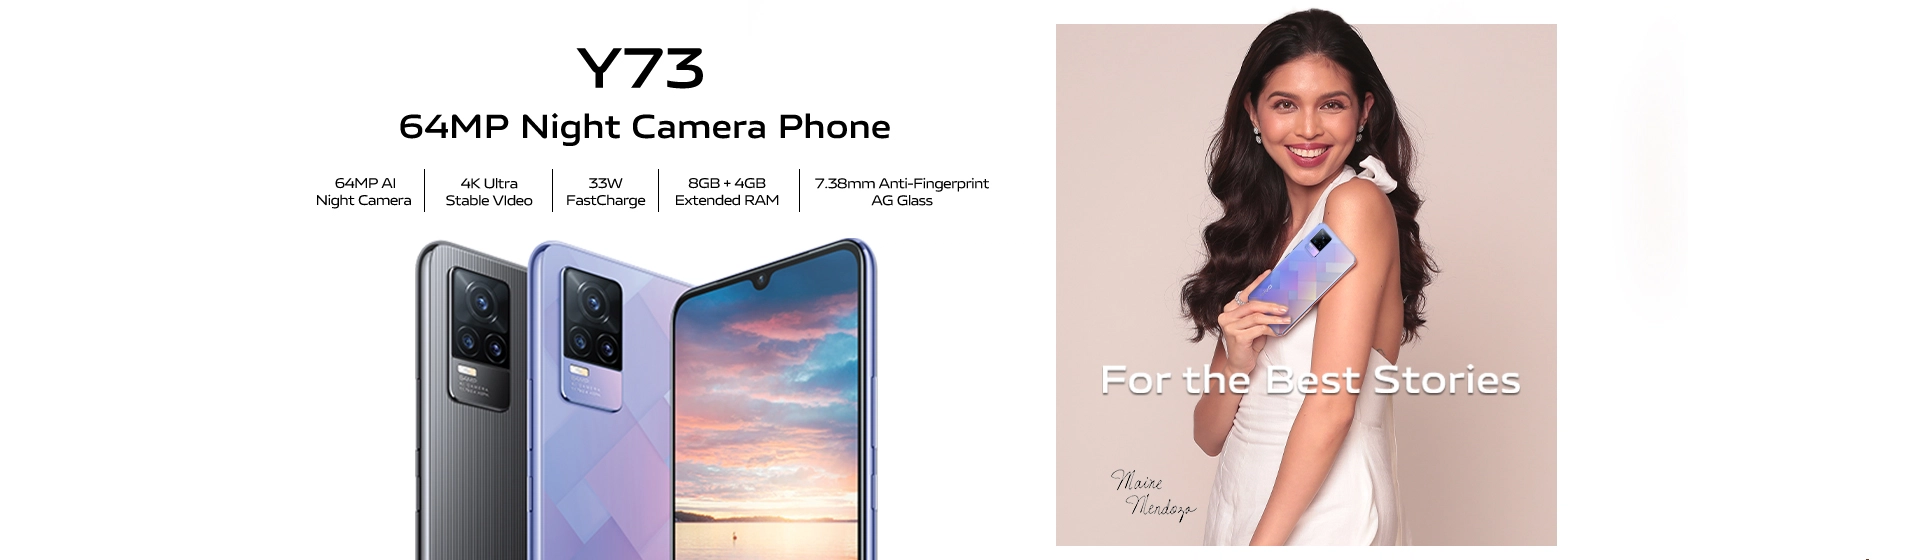 Y73
64MP Night Camera Phone
64MP AI
Night Camera
4K Ultra
Stable VIdeo
33W
FastCharge
8GB + 4GB
Extended RAM
7.38mm Anti-Fingerprint
AG Glass
64MP
For the Best Stories
Maine
Mendoza